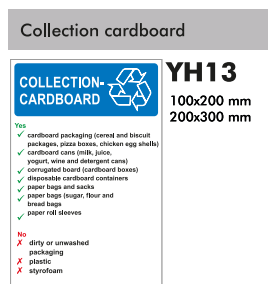 Collection cardboard
COLLECTION-
CARDBOARD
YH13
100x200 mm
200x300 mm
Yes
✓ cardboard packaging (cereal and biscuit
packages, pizza boxes, chicken egg shells)
✓ cardboard cans (milk, juice,
yogurt, wine and detergent cans)
✓ corrugated board (cardboard boxes)
✓ disposable cardboard containers
✓ paper bags and sacks
✓ paper bags (sugar, flour and
bread bags
✓ paper roll sleeves
No
✗ dirty or unwashed
packaging
✗ plastic
✗ styrofoam